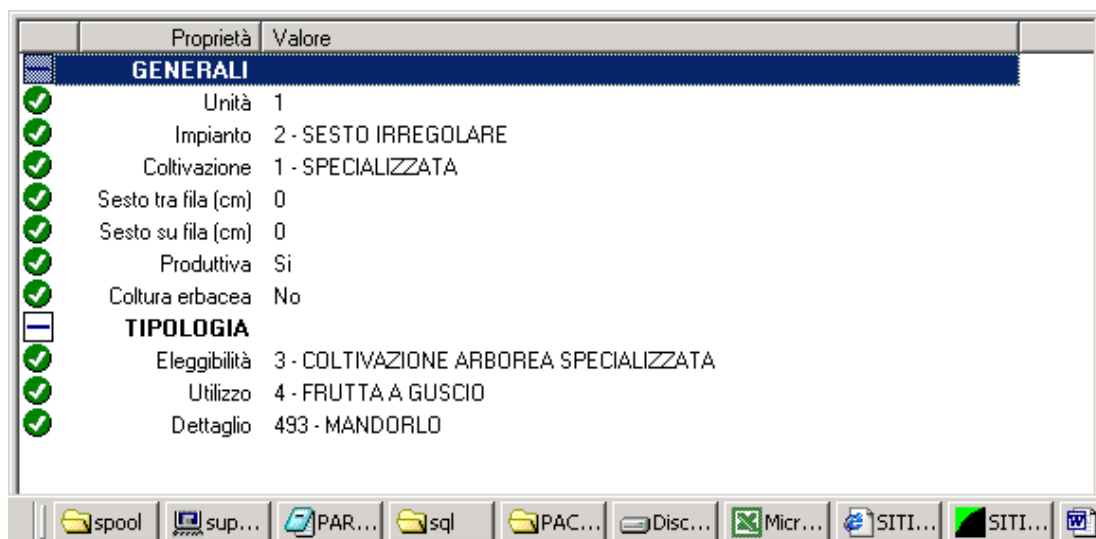 Proprietà Valore
GENERALI
Unità 1
Impianto 2 - SESTO IRREGOLARE
Coltivazione 1 - SPECIALIZZATA
Sesto tra fila (cm) 0
Sesto su fila (cm) 0
Produttiva Si
Coltura erbacea No
TIPOLOGIA
Eleggibilità 3 - COLTIVAZIONE ARBOREA SPECIALIZZATA
Utilizzo 4 - FRUTTA A GUSCIO
Dettaglio 493 - MANDORLO
spool sup... PAR... sql PAC... Disc... Micr... SITI... SITI...